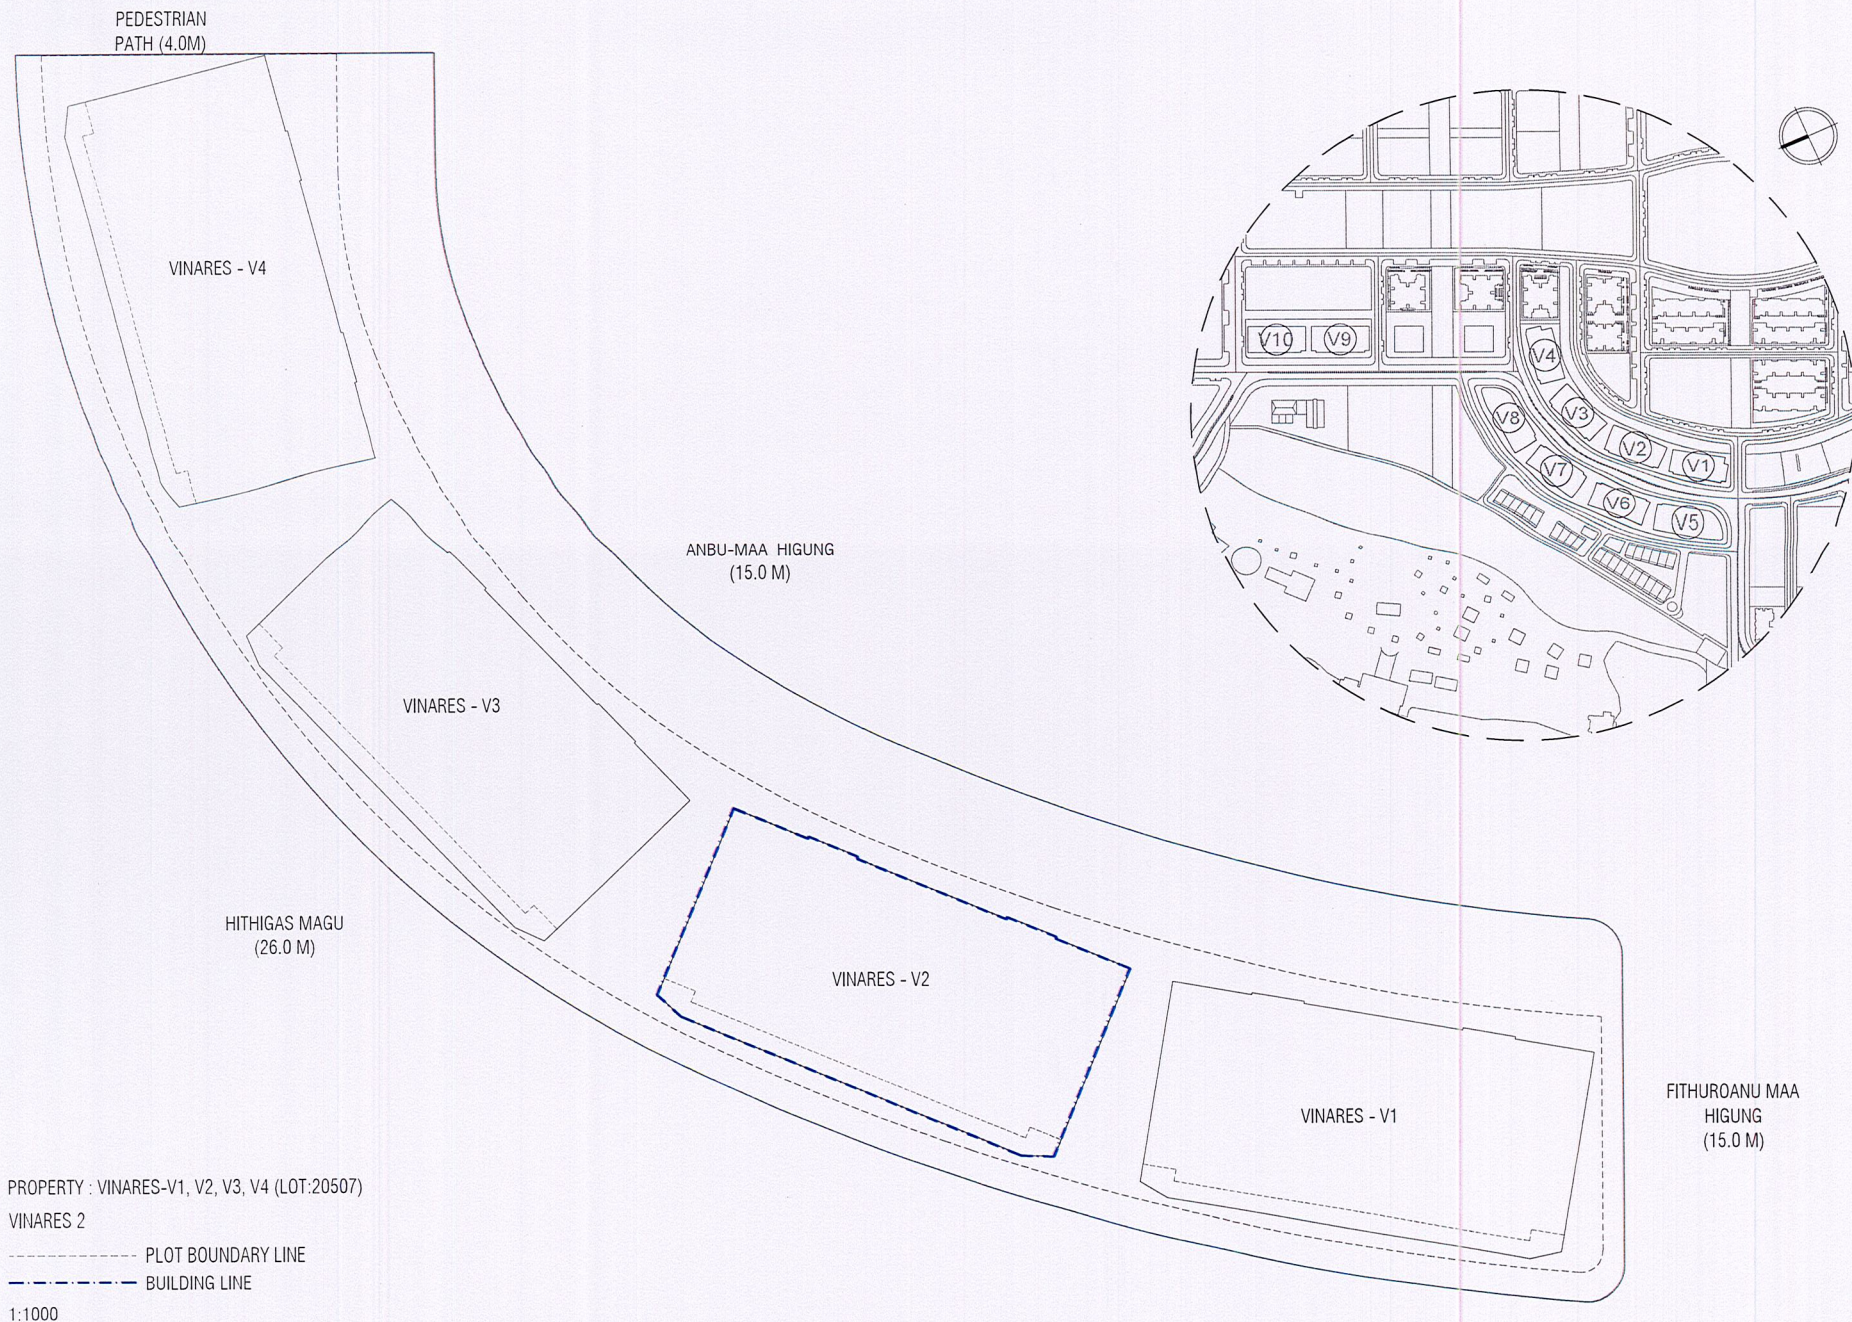 PEDESTRIAN
PATH (4.0M)
VINARES - V4
V10
V9
V4
V3
V8
V2
V1
V7
V6
V5
ANBU-MAA HIGUNG
(15.0 M)
VINARES - V3
HITHIGAS MAGU
(26.0 M)
VINARES - V2
VINARES - V1
FITHUROANU MAA
HIGUNG
(15.0 M)
PROPERTY : VINARES-V1, V2, V3, V4 (LOT:20507)
VINARES 2
PLOT BOUNDARY LINE
BUILDING LINE
1:1000